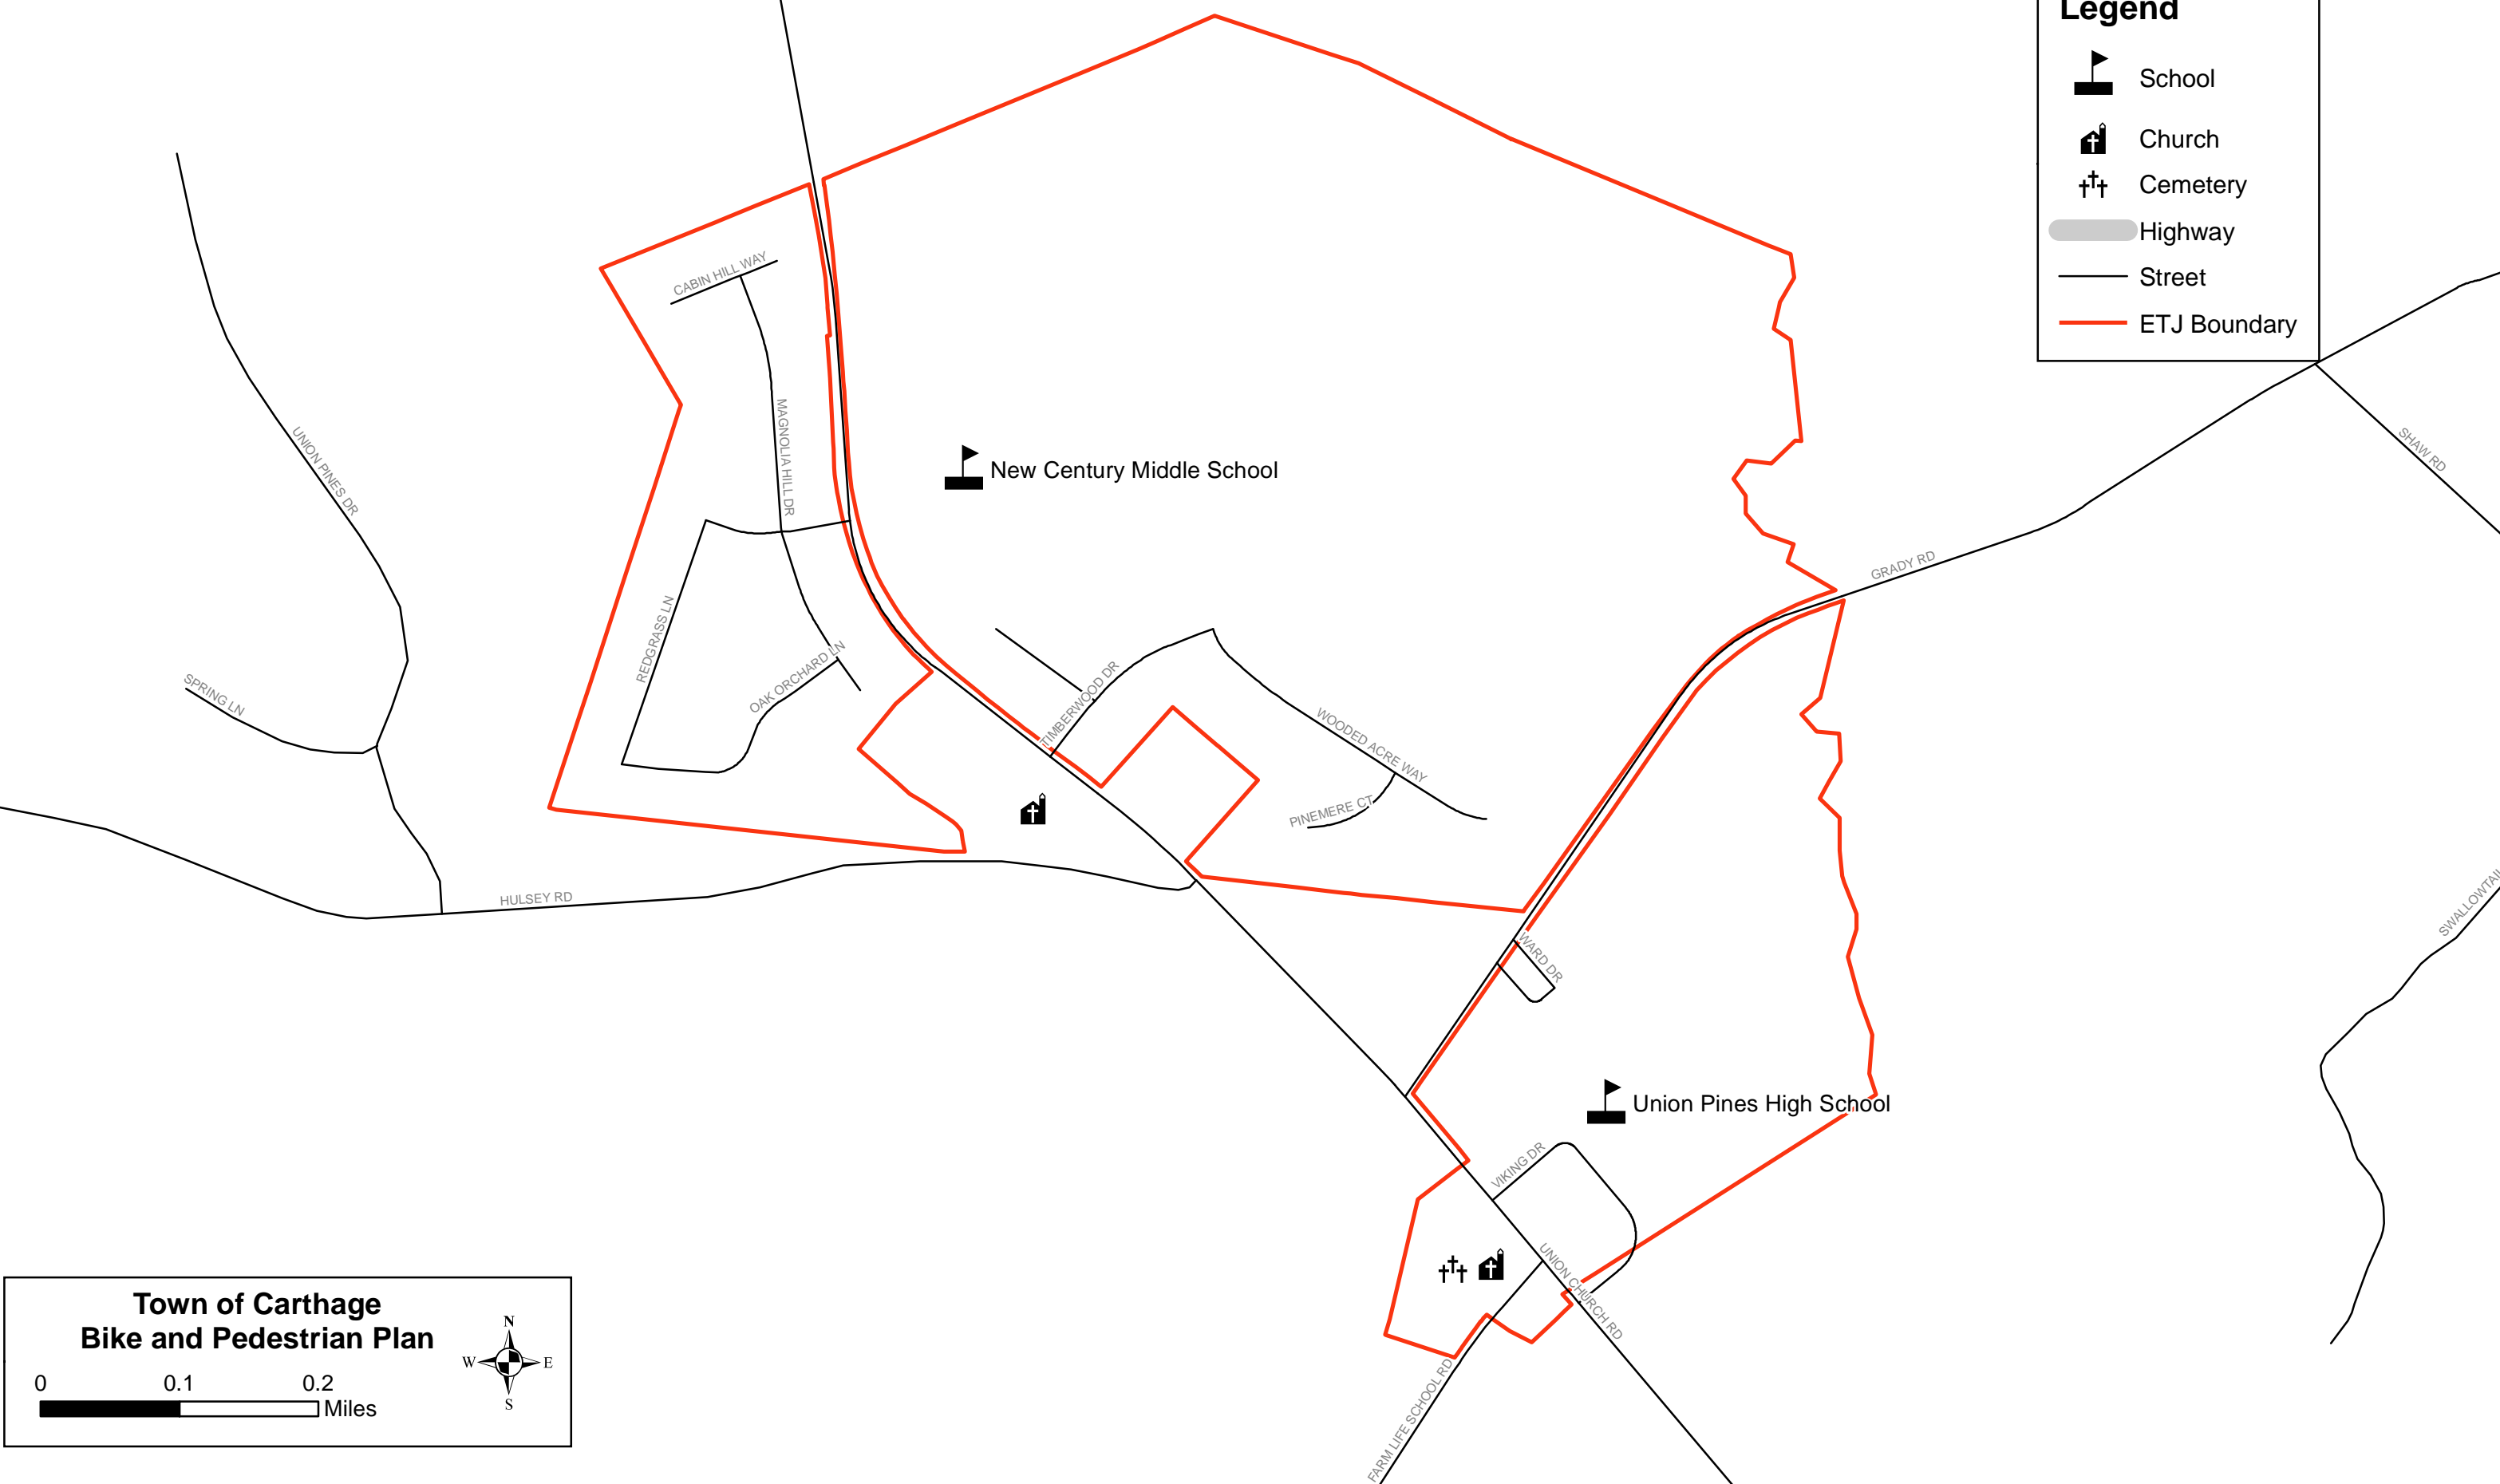 Legend
School
Church
Cemetery
Highway
Street
ETJ Boundary
CABIN HILL WAY
MAGNOLIA HILL DR
UNION PINES DR
New Century Middle School
SHAW RD
GRADY RD
REDGRASS LN
OAK ORCHARD LN
SPRING LN
TIMBERWOOD DR
WOODED ACRE WAY
PINEMERE CT
HULSEY RD
SWALLOWTAIL
WARD DR
Union Pines High School
VIKING DR
UNION CHURCH RD
FARM LIFE SCHOOL RD
Town of Carthage
Bike and Pedestrian Plan
N
W
E
S
0 0.1 0.2
Miles